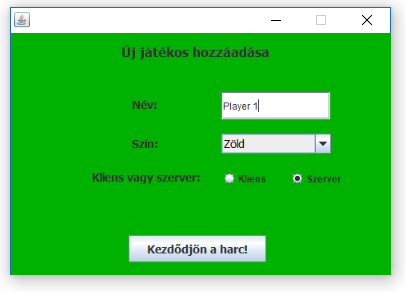 Új játékos hozzáadása
Név: Player 1
Szín: Zöld
Kliens vagy szerver: Kliens Szerver
Kezdődjön a harc!